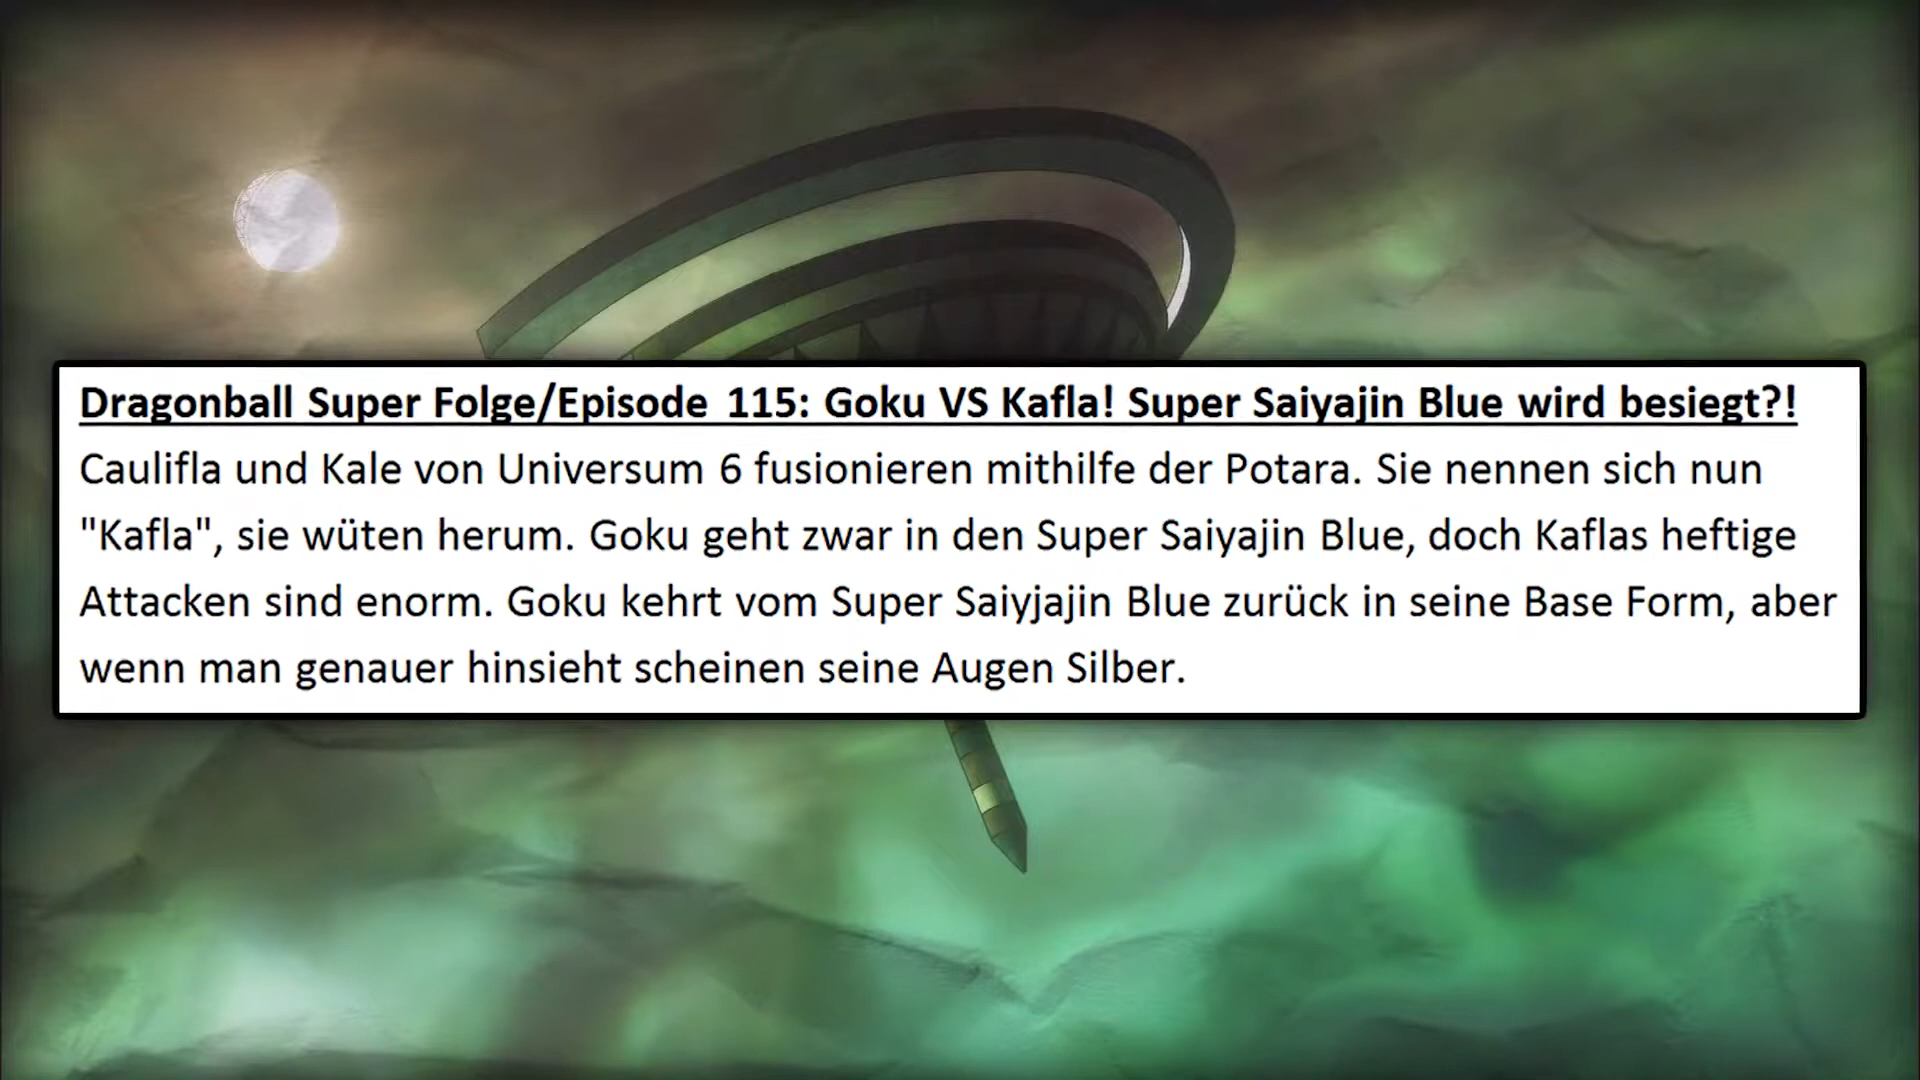 Dragonball Super Folge/Episode 115: Goku VS Kafla! Super Saiyajin Blue wird besiegt?!
Caulifla und Kale von Universum 6 fusionieren mithilfe der Potara. Sie nennen sich nun
"Kafla", sie wüten herum. Goku geht zwar in den Super Saiyajin Blue, doch Kaflas heftige
Attacken sind enorm. Goku kehrt vom Super Saiyjajin Blue zurück in seine Base Form, aber
wenn man genauer hinsieht scheinen seine Augen Silber.